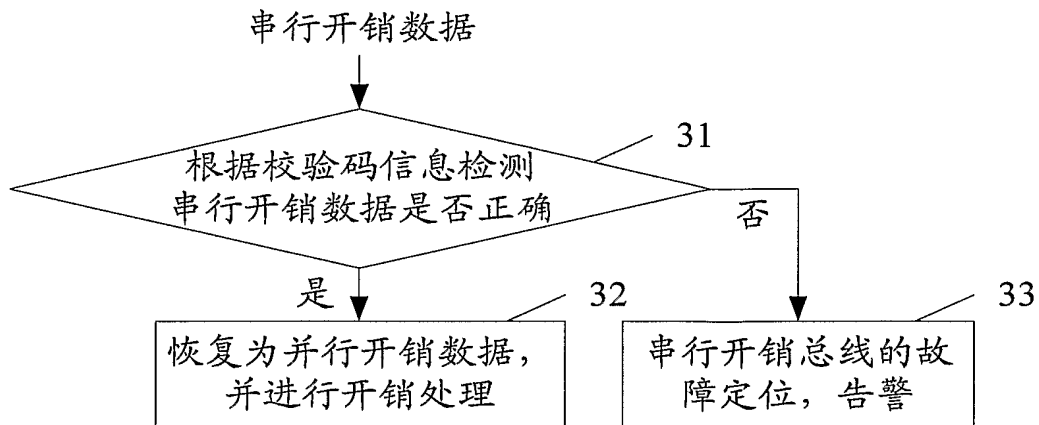 串行开销数据
31
根据校验码信息检测
串行开销数据是否正确
否
是
32
33
恢复为并行开销数据，
并进行开销处理
串行开销总线的故
障定位，告警